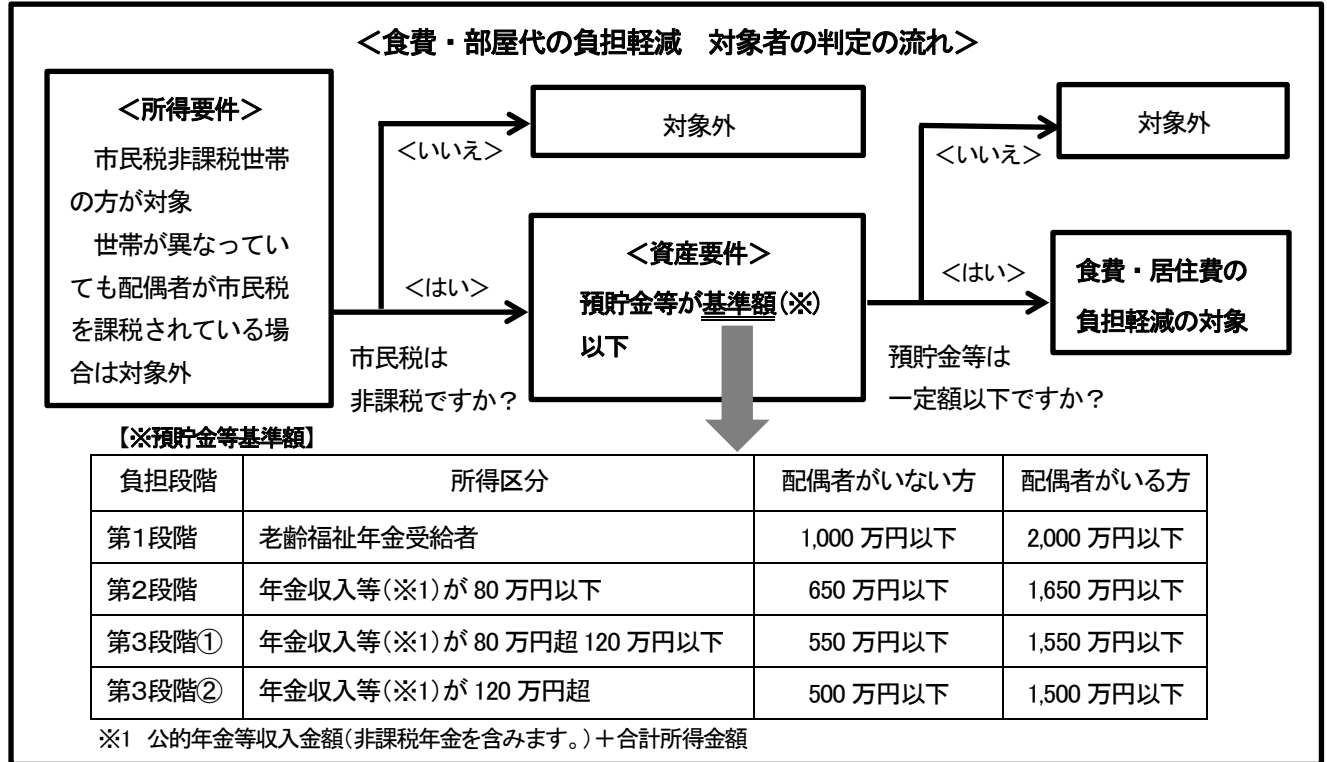 ＜食費・部屋代の負担軽減　対象者の判定の流れ＞
＜所得要件＞
市民税非課税世帯
の方が対象
世帯が異なってい
ても配偶者が市民税
を課税されている場
合は対象外
＜いいえ＞
対象外
＜はい＞
市民税は
非課税ですか？
＜資産要件＞
預貯金等が基準額(※)
以下
＜いいえ＞
対象外
＜はい＞
預貯金等は
一定額以下ですか？
食費・居住費の
負担軽減の対象
【※預貯金等基準額】
負担段階 所得区分 配偶者がいない方 配偶者がいる方
第１段階 老齢福祉年金受給者 1,000 万円以下 2,000 万円以下
第２段階 年金収入等(※1)が 80 万円以下 650 万円以下 1,650 万円以下
第３段階① 年金収入等(※1)が 80 万円超 120 万円以下 550 万円以下 1,550 万円以下
第３段階② 年金収入等(※1)が 120 万円超 500 万円以下 1,500 万円以下
※1　公的年金等収入金額(非課税年金を含みます。)＋合計所得金額